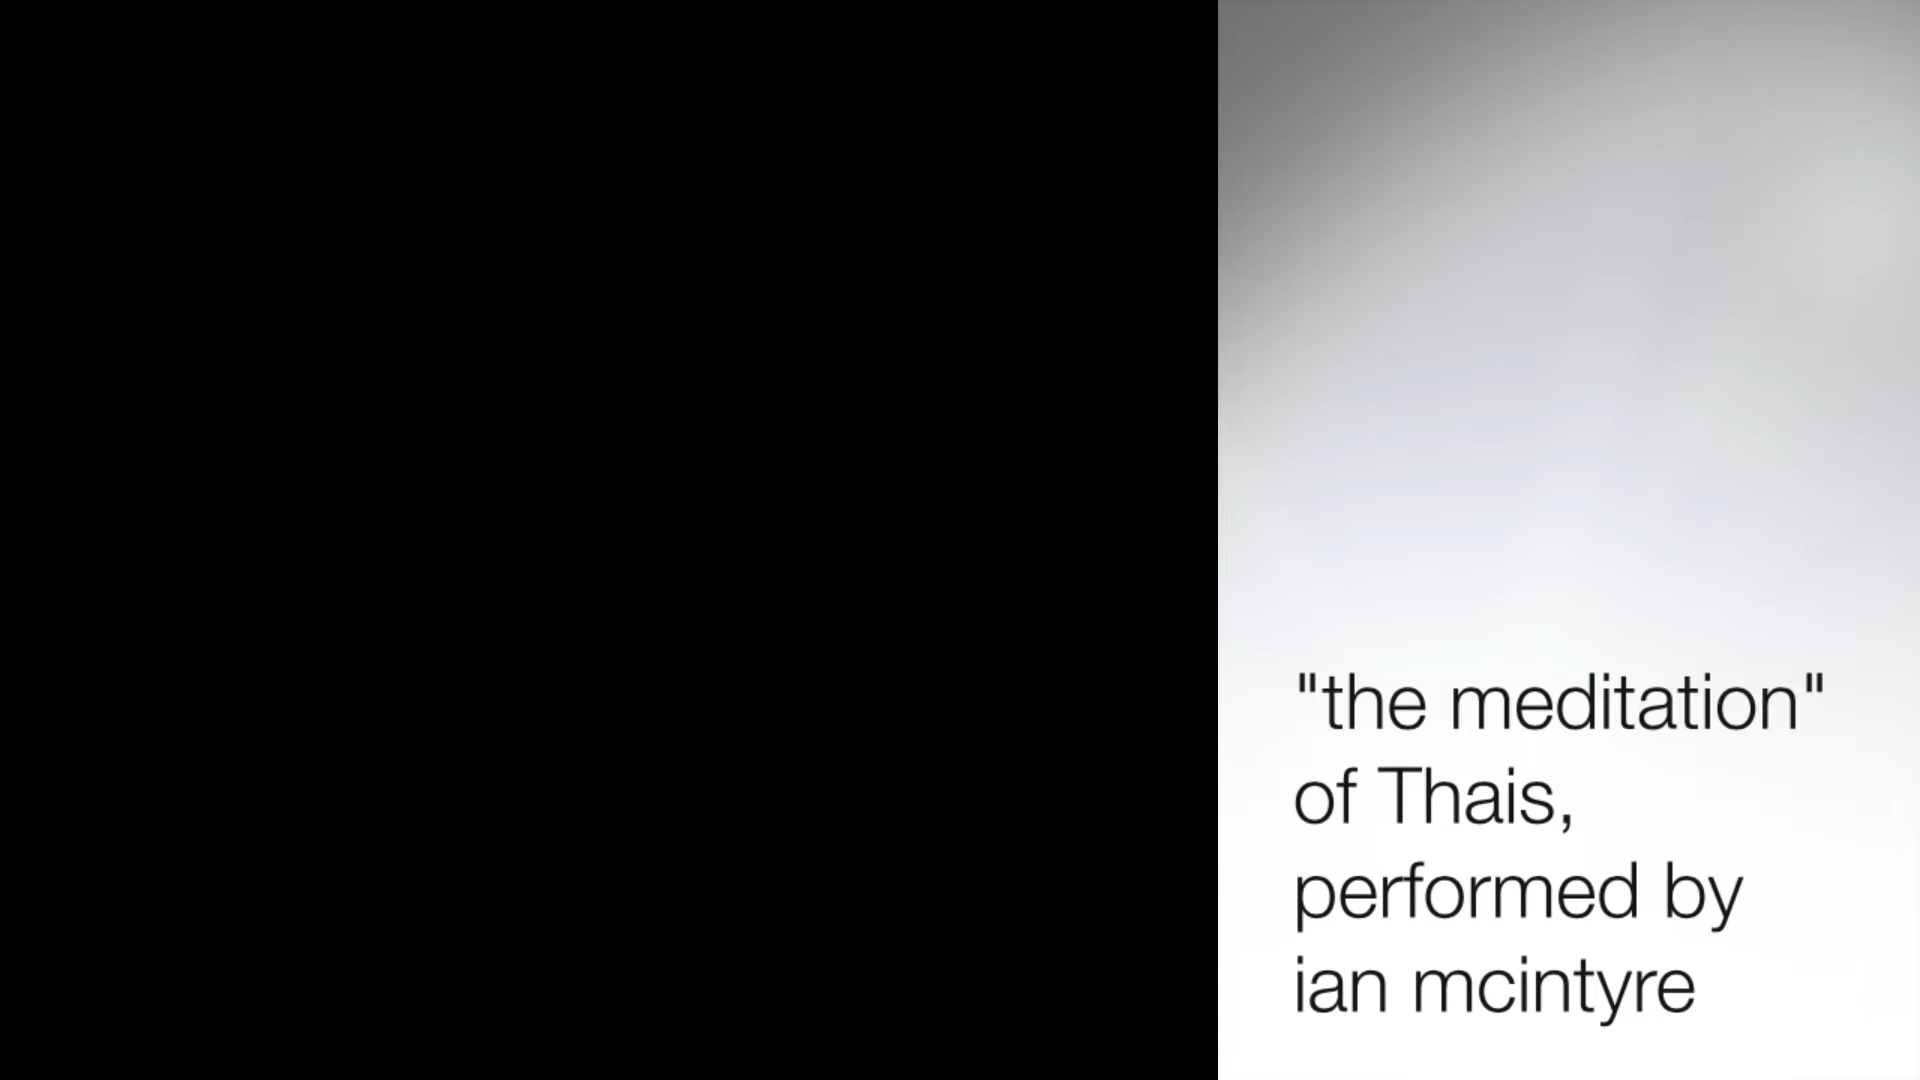 "the meditation"
of Thais,
performed by
ian mcintyre